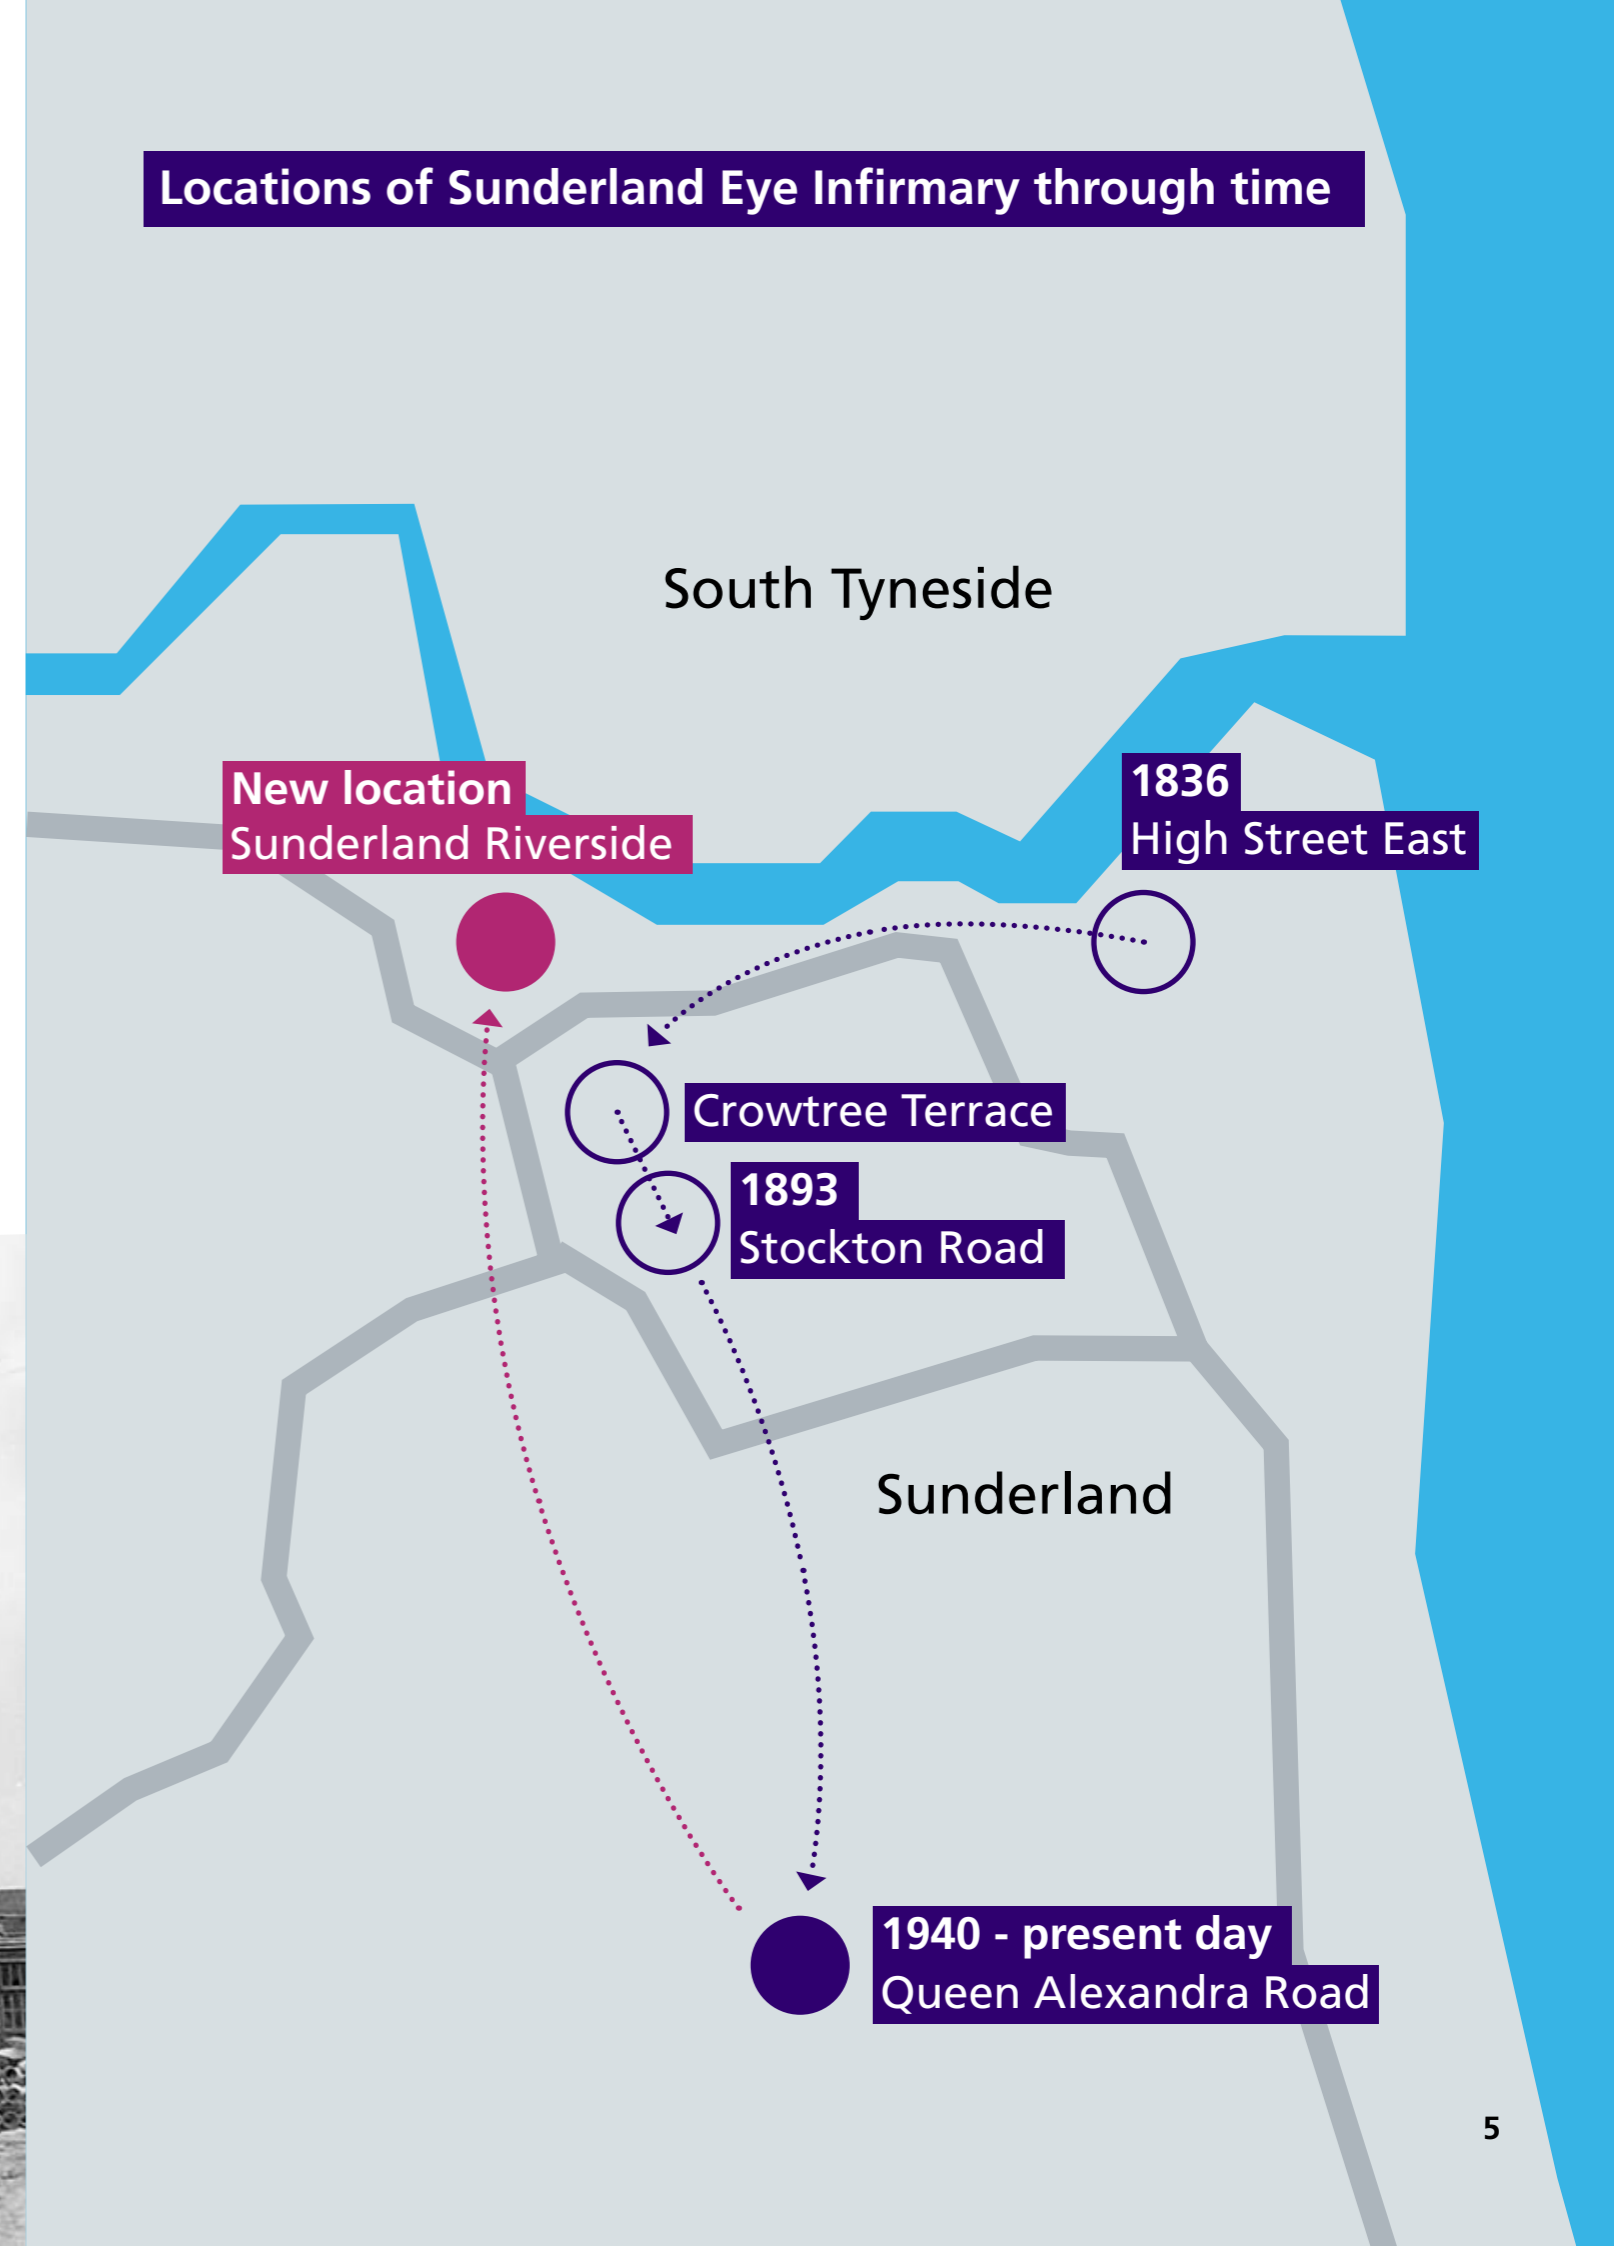 Locations of Sunderland Eye Infirmary through time
South Tyneside
New location
Sunderland Riverside
1836
High Street East
Crowtree Terrace
1893
Stockton Road
Sunderland
1940 - present day
Queen Alexandra Road
5